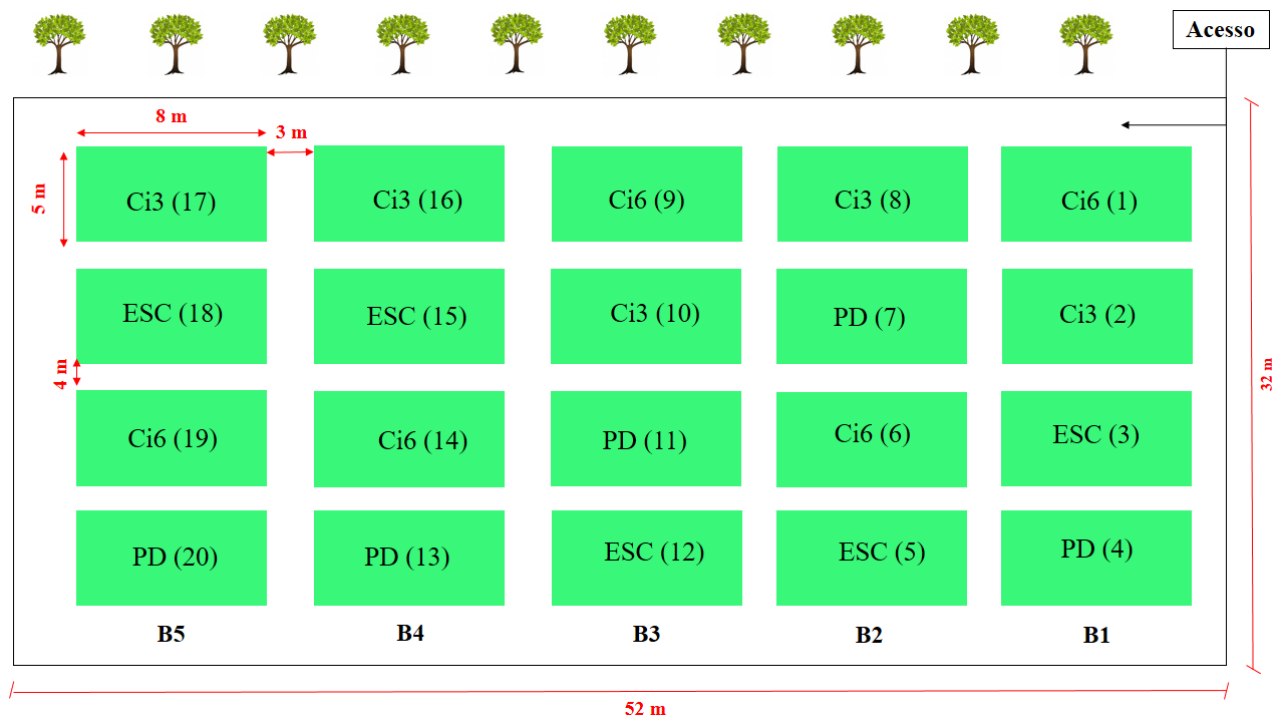 Acesso
8 m
3 m
5 m
Ci3 (17)
Ci3 (16)
Ci6 (9)
Ci3 (8)
Ci6 (1)
ESC (18)
ESC (15)
Ci3 (10)
PD (7)
Ci3 (2)
4 m
32 m
Ci6 (19)
Ci6 (14)
PD (11)
Ci6 (6)
ESC (3)
PD (20)
PD (13)
ESC (12)
ESC (5)
PD (4)
B5
B4
B3
B2
B1
52 m